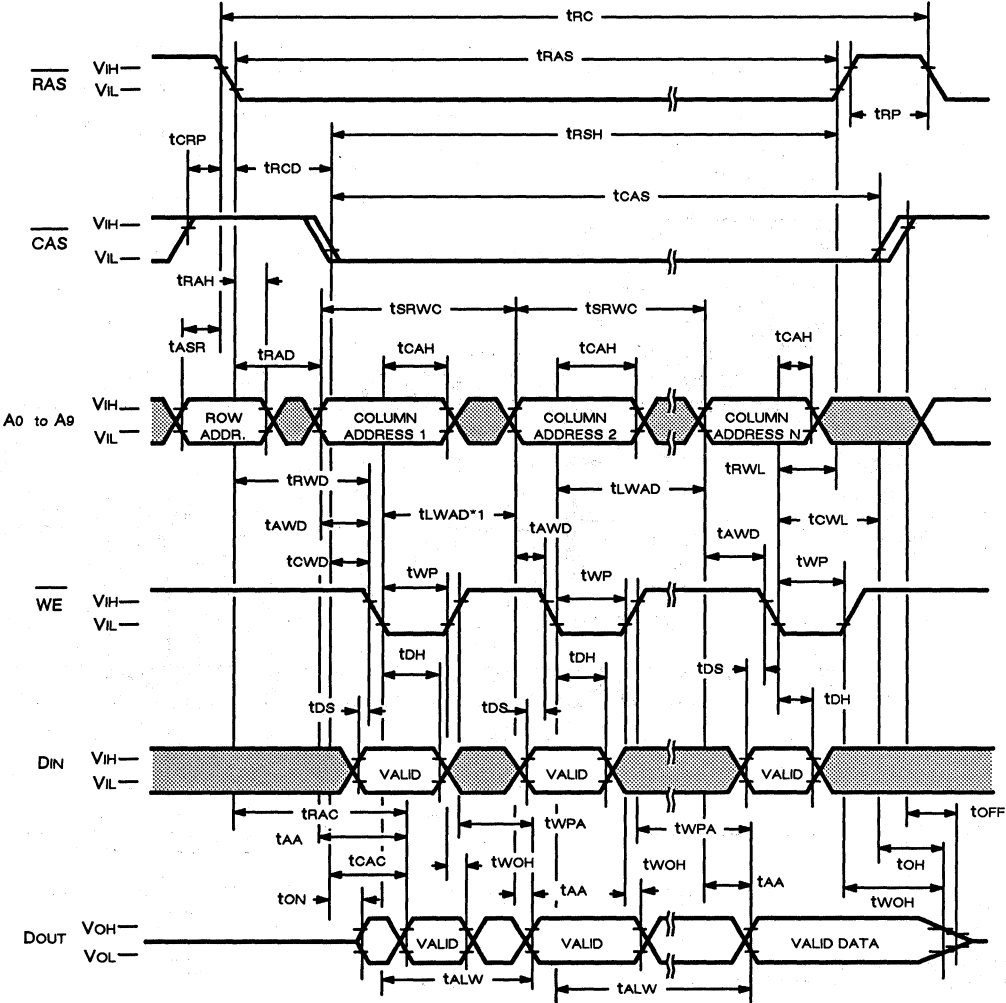 tRC
tRAS
RAS
VIH
VIL
tRP
tCRP
tRSH
tRCD
tCAS
CAS
VIH
VIL
tRAH
tSRWC
tSRWC
tASR
tRAD
tCAH
tCAH
tCAH
A0 to A9
VIH
VIL
ROW ADDR.
COLUMN ADDRESS 1
COLUMN ADDRESS 2
COLUMN ADDRESS N
tRWD
tLWAD*1
tLWAD
tRWL
tAWD
tAWD
tAWD
tCWL
tCWD
tWP
tWP
tWP
WE
VIH
VIL
tDH
tDH
tDS
tDH
tDS
tDS
DIN
VIH
VIL
VALID
VALID
VALID
tRAC
tWPA
tWPA
tOFF
tAA
tCAC
tWOH
tWOH
tOH
tAA
tAA
tON
tWOH
DOUT
VOH
VOL
VALID
VALID
VALID DATA
tALW
tALW